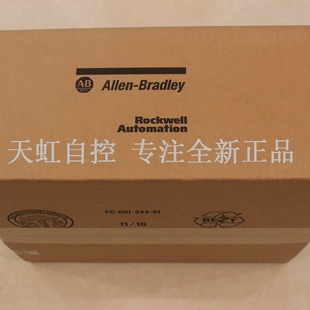 AB
Allen-Bradley
Rockwell
Automation
天虹自控 专注全新正品
PC-001-244-01
11/16